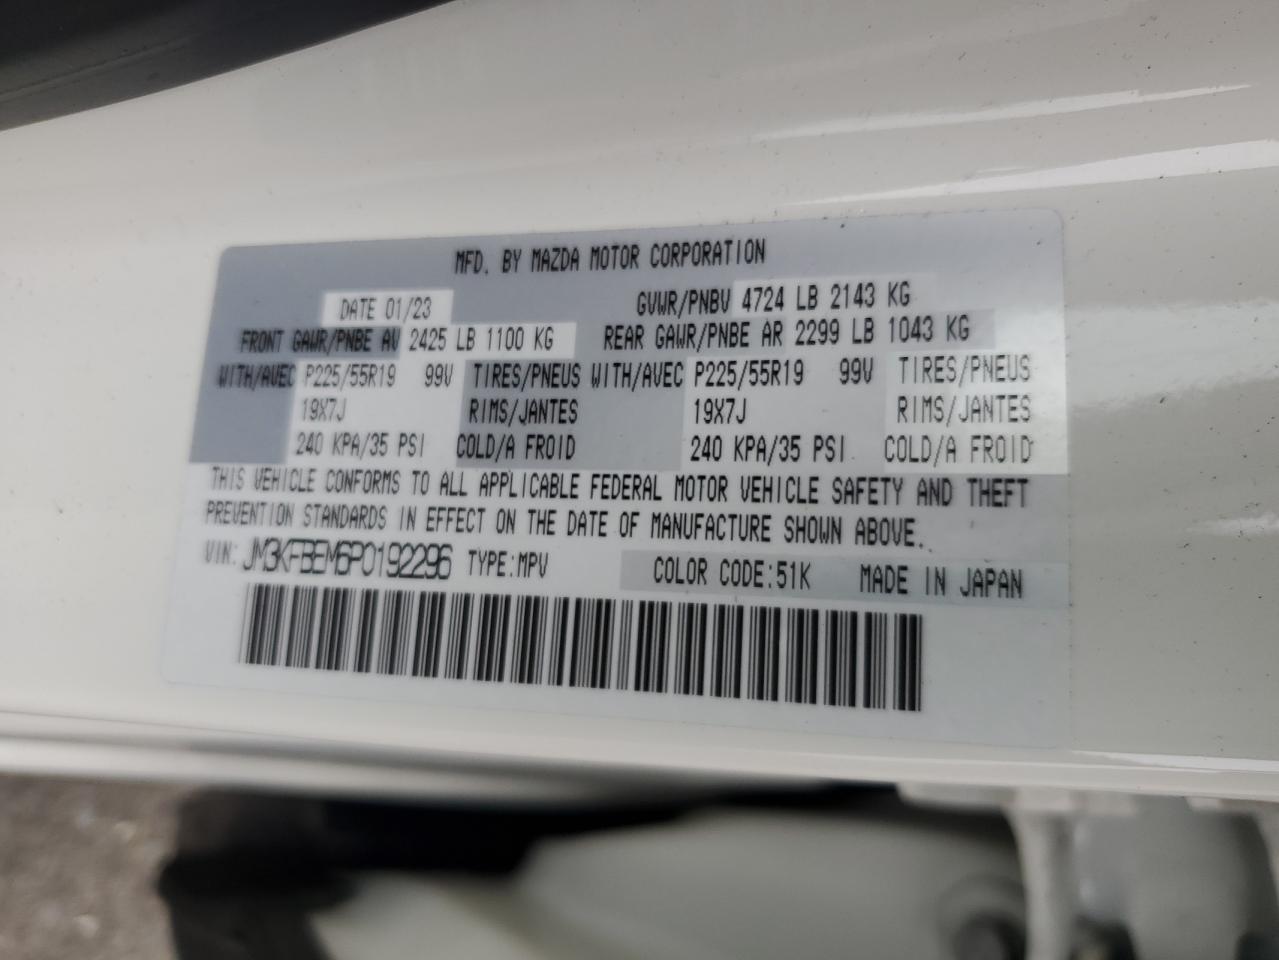 MFD. BY MAZDA MOTOR CORPORATION
DATE 01/23 GVWR/PNBV 4724 LB 2143 KG
FRONT GAWR/PNBE AV 2425 LB 1100 KG REAR GAWR/PNBE AR 2299 LB 1043 KG
WITH/AVEC P225/55R19 99V TIRES/PNEUS WITH/AVEC P225/55R19 99V TIRES/PNEUS
19X7J RIMS/JANTES 19X7J RIMS/JANTES
240 KPA/35 PSI COLD/A FROID 240 KPA/35 PSI COLD/A FROID
THIS VEHICLE CONFORMS TO ALL APPLICABLE FEDERAL MOTOR VEHICLE SAFETY AND THEFT
PREVENTION STANDARDS IN EFFECT ON THE DATE OF MANUFACTURE SHOWN ABOVE.
VIN: JM3KFBEM6P0192296 TYPE:MPV COLOR CODE:51K MADE IN JAPAN